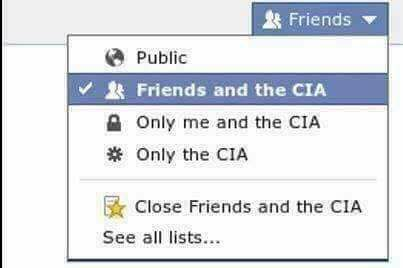 Friends
Public
Friends and the CIA
Only me and the CIA
Only the CIA
Close Friends and the CIA
See all lists...